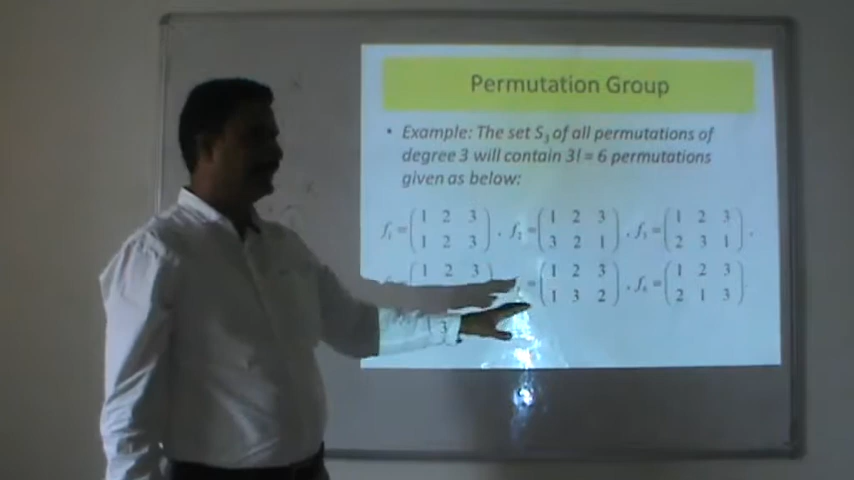 Permutation Group
• Example: The set S₃ of all permutations of
degree 3 will contain 3! = 6 permutations
given as below:
f₁ = (1 2 3 / 1 2 3), f₂ = (1 2 3 / 3 2 1), f₃ = (1 2 3 / 2 3 1),
(1 2 3 / 3) = (1 2 3 / 1 3 2), f₆ = (1 2 3 / 2 1 3)